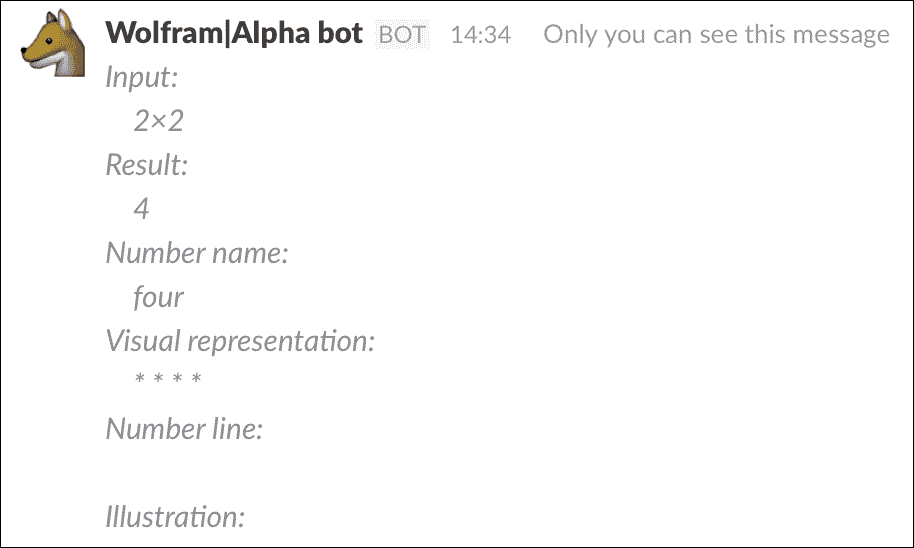 Wolfram|Alpha bot BOT 14:34 Only you can see this message
Input:
2×2
Result:
4
Number name:
four
Visual representation:
* * * *
Number line:
Illustration: